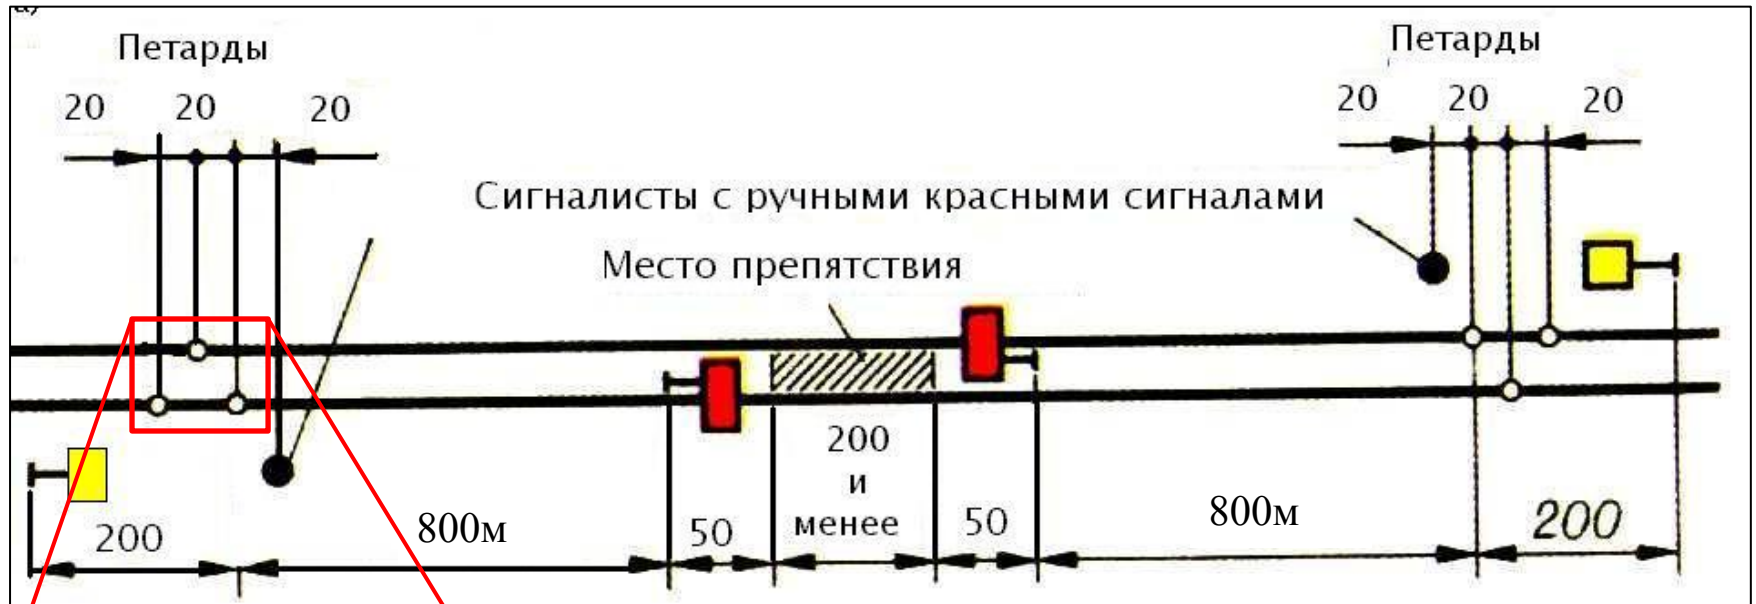 Петарды
Петарды
20 20 20
20 20 20
Сигналисты с ручными красными сигналами
Место препятствия
200
и
менее
200
800м
50
50
800м
200